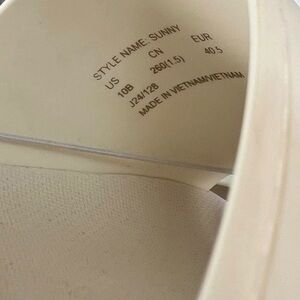 STYLE NAME: SUNNY
US CN EUR
10B 260(1.5) 40.5
J24/128
MADE IN VIETNAM/VIETNAM